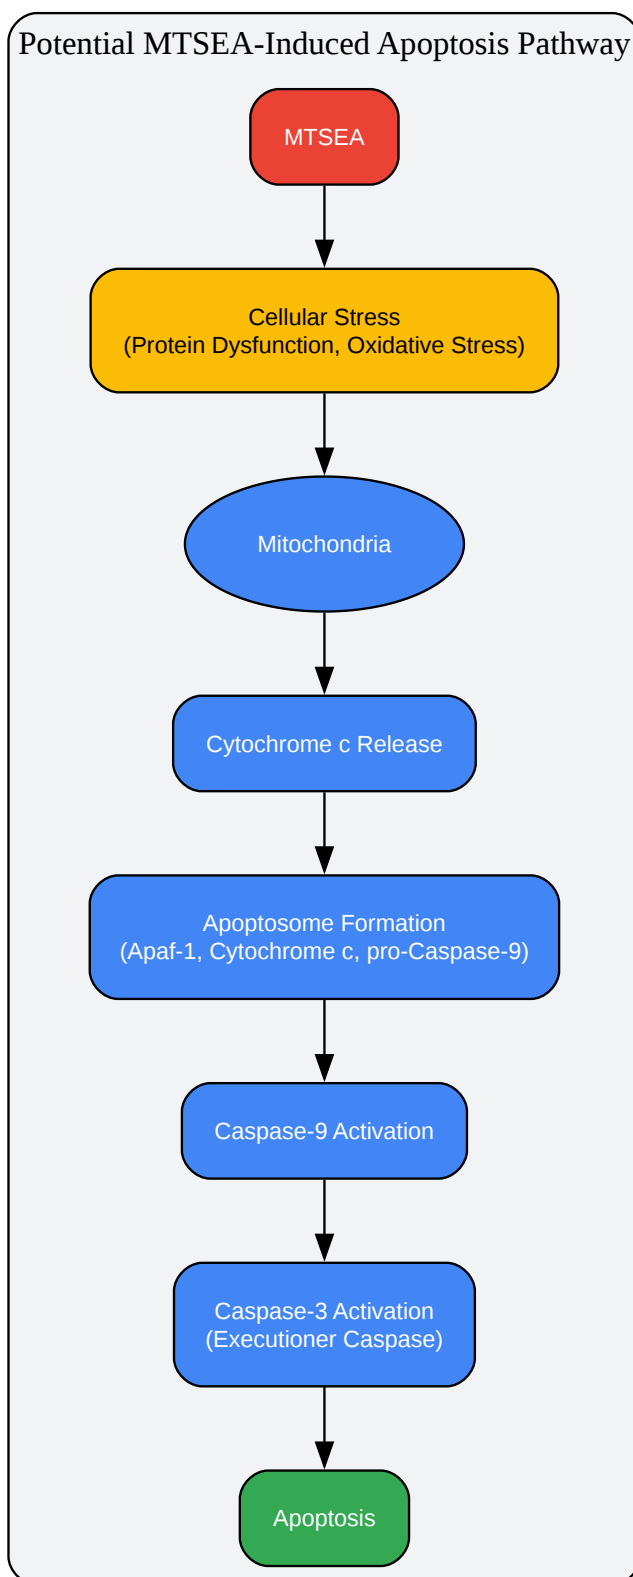 Potential MTSEA-Induced Apoptosis Pathway
MTSEA
Cellular Stress
(Protein Dysfunction, Oxidative Stress)
Mitochondria
Cytochrome c Release
Apoptosome Formation
(Apaf-1, Cytochrome c, pro-Caspase-9)
Caspase-9 Activation
Caspase-3 Activation
(Executioner Caspase)
Apoptosis